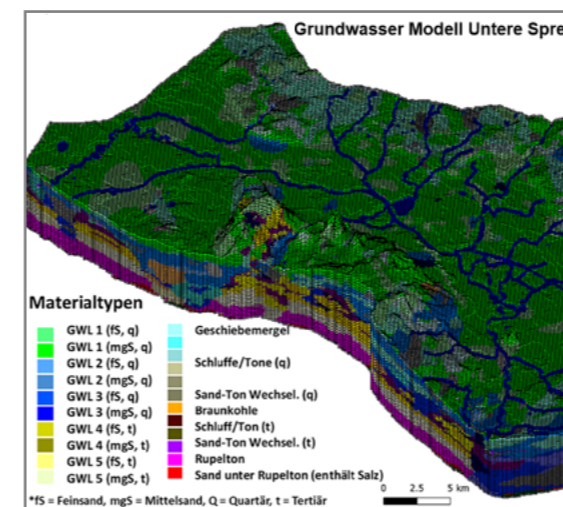 Grundwasser Modell Untere Spre
Materialtypen
GWL 1 (fS, q)
GWL 1 (mgS, q)
GWL 2 (fS, q)
GWL 2 (mgS, q)
GWL 3 (fS, q)
GWL 3 (mgS, q)
GWL 4 (fS, t)
GWL 4 (mgS, t)
GWL 5 (fS, t)
GWL 5 (mgS, t)
Geschiebemergel
Schluffe/Tone (q)
Sand-Ton Wechsel. (q)
Braunkohle
Schluff/Ton (t)
Sand-Ton Wechsel. (t)
Rupelton
Sand unter Rupelton (enthält Salz)
*fS = Feinsand, mgS = Mittelsand, Q = Quartär, t = Tertiär
0 2.5 5 km